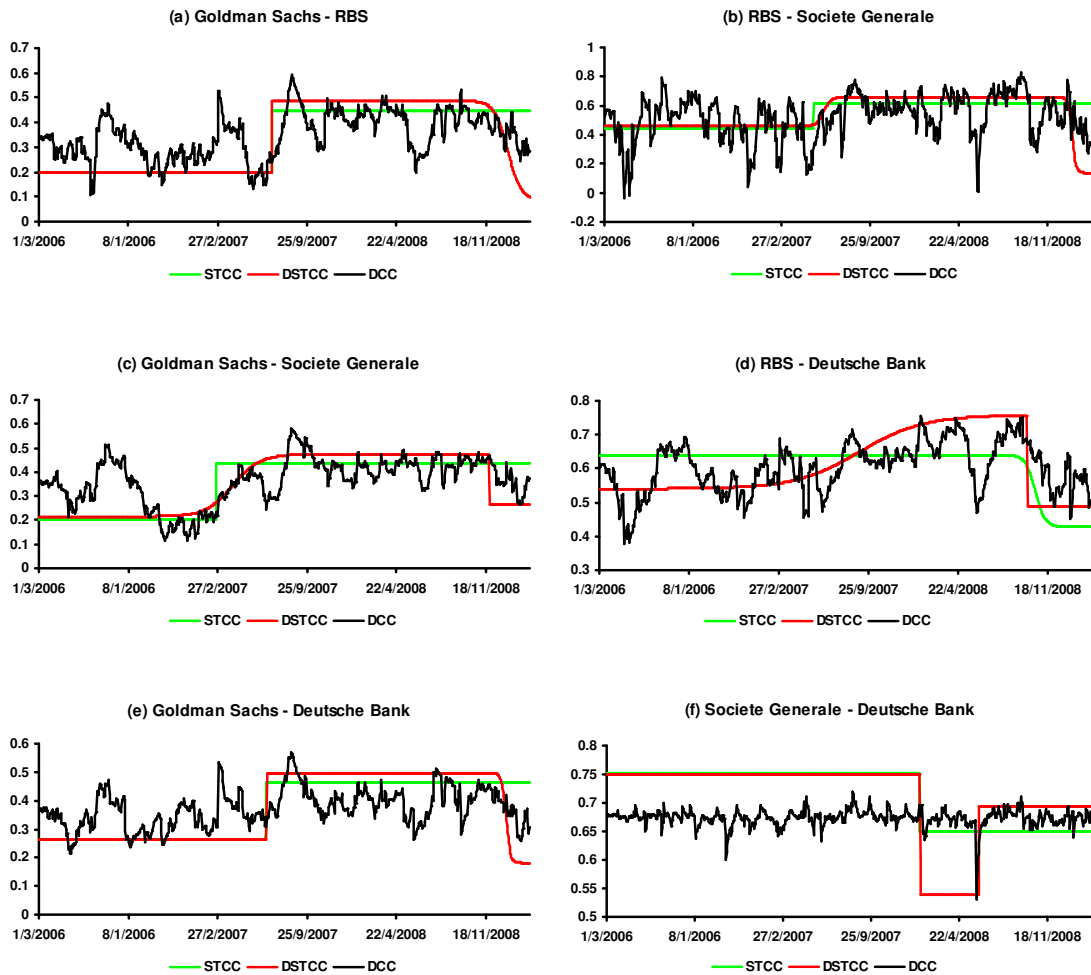 (a) Goldman Sachs - RBS
0.7
0.6
0.5
0.4
0.3
0.2
0.1
0
1/3/2006 8/1/2006 27/2/2007 25/9/2007 22/4/2008 18/11/2008
STCC DSTCC DCC
(b) RBS - Societe Generale
1
0.8
0.6
0.4
0.2
0
-0.2
1/3/2006 8/1/2006 27/2/2007 25/9/2007 22/4/2008 18/11/2008
STCC DSTCC DCC
(c) Goldman Sachs - Societe Generale
0.7
0.6
0.5
0.4
0.3
0.2
0.1
0
1/3/2006 8/1/2006 27/2/2007 25/9/2007 22/4/2008 18/11/2008
STCC DSTCC DCC
(d) RBS - Deutsche Bank
0.8
0.7
0.6
0.5
0.4
0.3
1/3/2006 8/1/2006 27/2/2007 25/9/2007 22/4/2008 18/11/2008
STCC DSTCC DCC
(e) Goldman Sachs - Deutsche Bank
0.6
0.5
0.4
0.3
0.2
0.1
0
1/3/2006 8/1/2006 27/2/2007 25/9/2007 22/4/2008 18/11/2008
STCC DSTCC DCC
(f) Societe Generale - Deutsche Bank
0.8
0.75
0.7
0.65
0.6
0.55
0.5
1/3/2006 8/1/2006 27/2/2007 25/9/2007 22/4/2008 18/11/2008
STCC DSTCC DCC